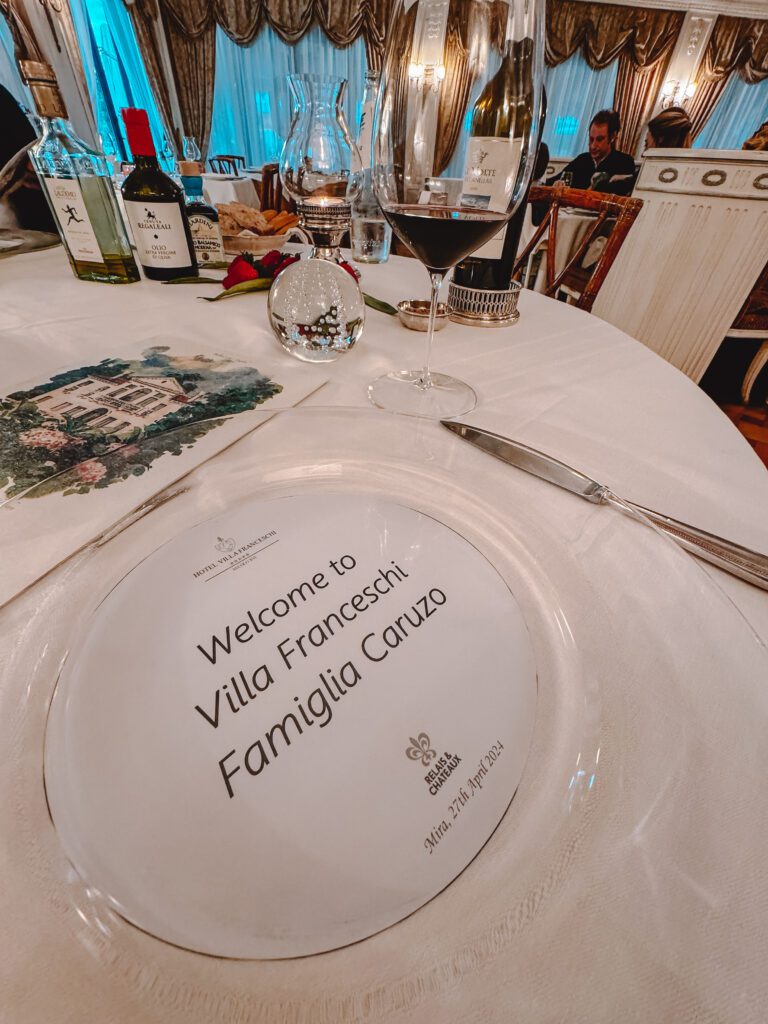 TENUTA
REGALEALI
OLIO
EXTRA VERGINE
DI OLIVA
HOTEL VILLA FRANCESCHI
Welcome to
Villa Franceschi
Famiglia Caruzo
RELAIS &
CHATEAUX
Mira, 27th April 2024